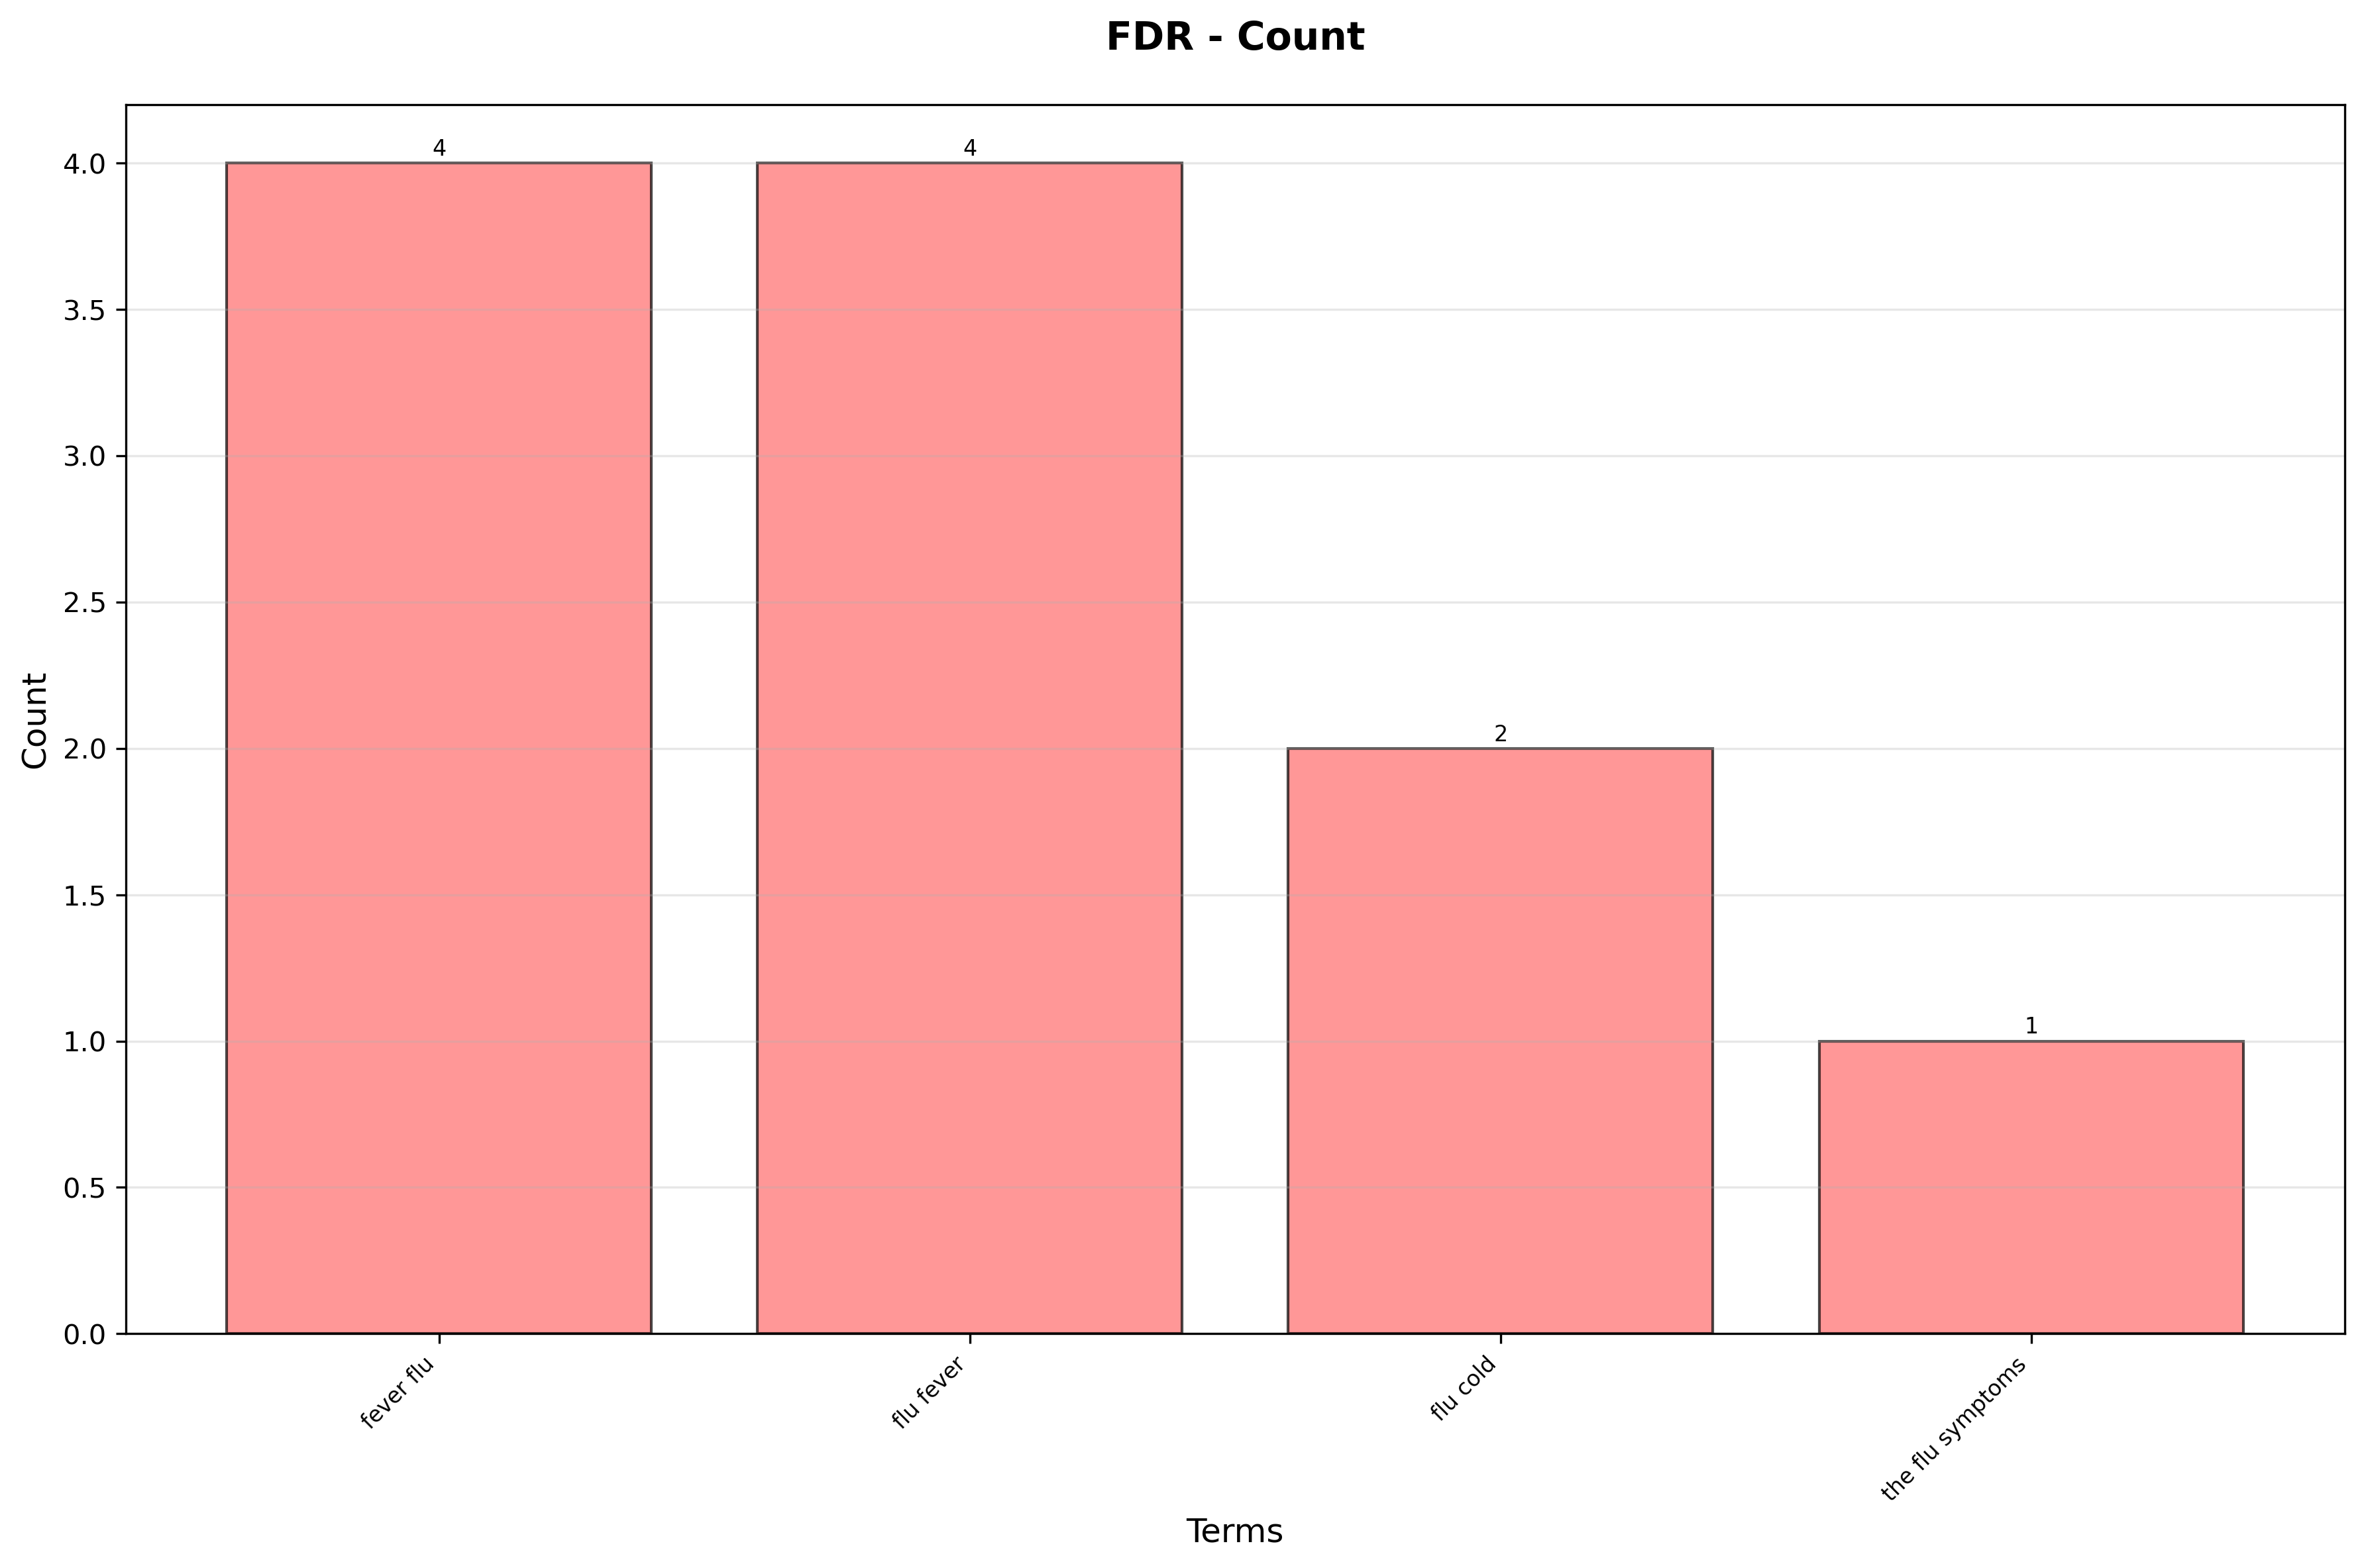 FDR - Count
4
4
2
1
4.0
3.5
3.0
2.5
2.0
1.5
1.0
0.5
0.0
Count
fever flu
flu fever
flu cold
the flu symptoms
Terms